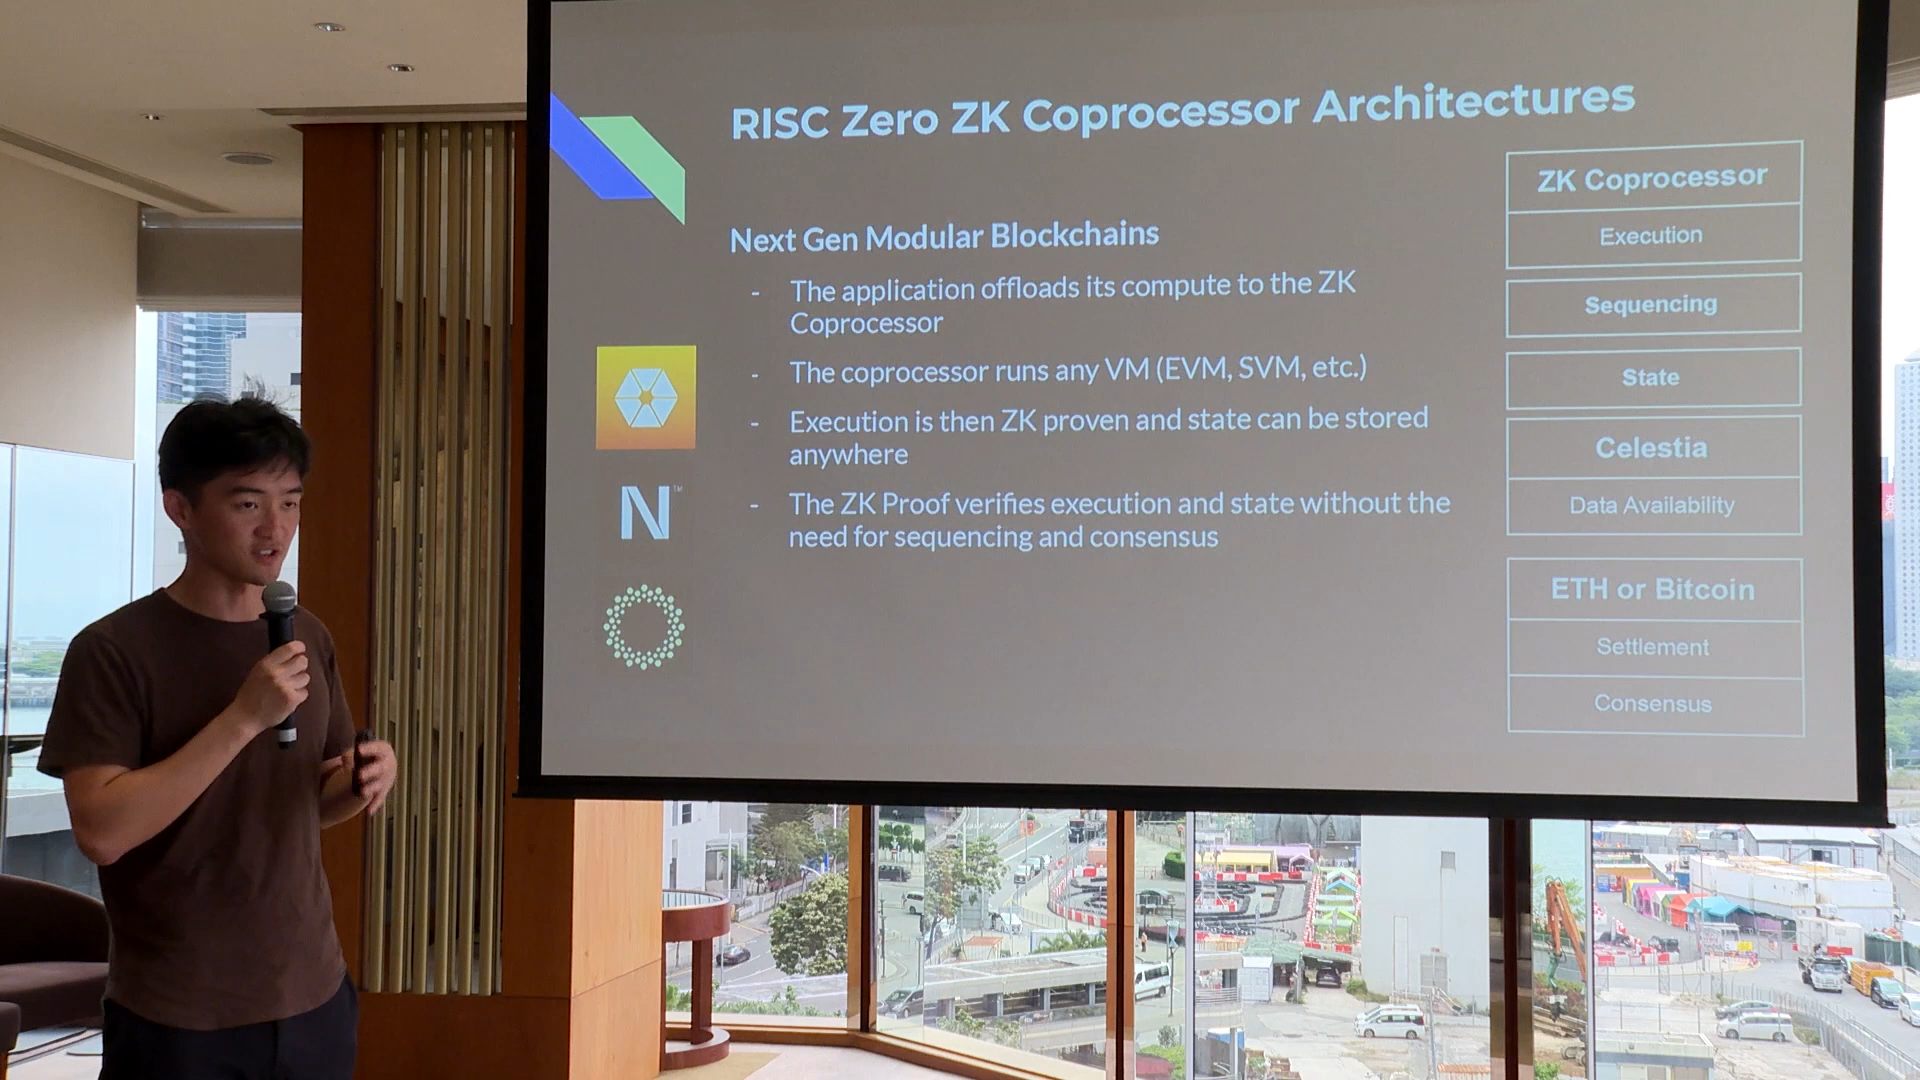 RISC Zero ZK Coprocessor Architectures
Next Gen Modular Blockchains
- The application offloads its compute to the ZK
Coprocessor
- The coprocessor runs any VM (EVM, SVM, etc.)
- Execution is then ZK proven and state can be stored
anywhere
- The ZK Proof verifies execution and state without the
need for sequencing and consensus
N™
ZK Coprocessor
Execution
Sequencing
State
Celestia
Data Availability
ETH or Bitcoin
Settlement
Consensus